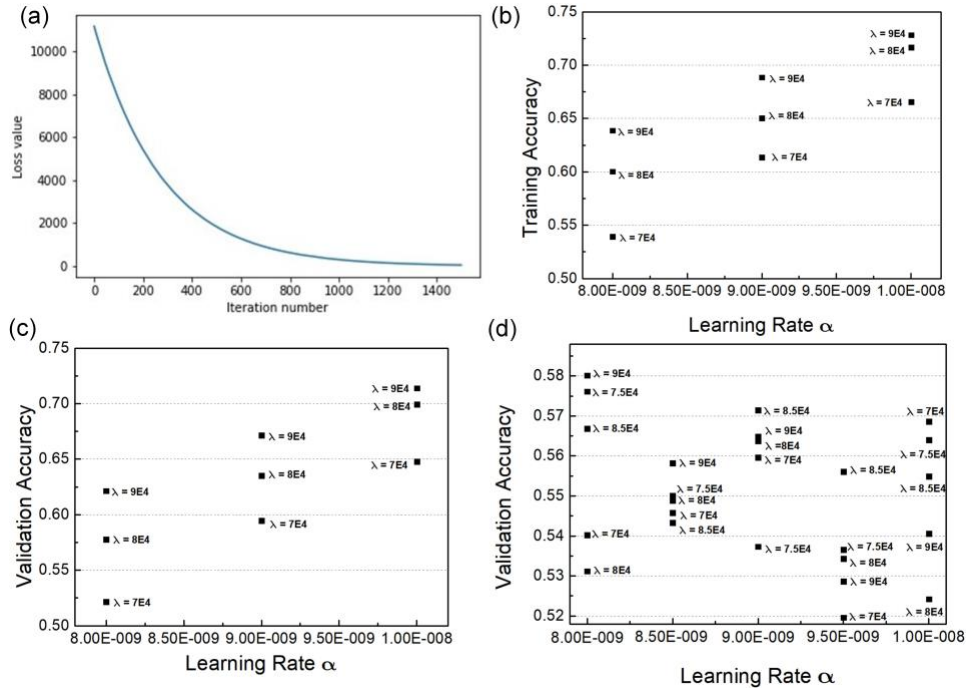 (a)
10000
8000
6000
4000
2000
0
Loss value
0 200 400 600 800 1000 1200 1400
Iteration number
(b)
0.75
0.70
0.65
0.60
0.55
0.50
Training Accuracy
λ = 9E4
λ = 8E4
λ = 7E4
λ = 9E4
λ = 8E4
λ = 7E4
λ = 9E4
λ = 8E4
λ = 7E4
8.00E-009 8.50E-009 9.00E-009 9.50E-009 1.00E-008
Learning Rate α
(c)
0.75
0.70
0.65
0.60
0.55
0.50
Validation Accuracy
λ = 9E4
λ = 8E4
λ = 7E4
λ = 9E4
λ = 8E4
λ = 7E4
λ = 9E4
λ = 8E4
λ = 7E4
8.00E-009 8.50E-009 9.00E-009 9.50E-009 1.00E-008
Learning Rate α
(d)
0.58
0.57
0.56
0.55
0.54
0.53
0.52
Validation Accuracy
λ = 9E4
λ = 7.5E4
λ = 8.5E4
λ = 7E4
λ = 8E4
λ = 9E4
λ = 7.5E4
λ = 8E4
λ = 7E4
λ = 8.5E4
λ = 8.5E4
λ = 9E4
λ =8E4
λ = 7E4
λ = 7.5E4
λ = 8.5E4
λ = 7.5E4
λ = 8E4
λ = 9E4
λ = 7E4
λ = 7E4
λ = 7.5E4
λ = 8.5E4
λ = 9E4
λ = 8E4
8.00E-009 8.50E-009 9.00E-009 9.50E-009 1.00E-008
Learning Rate α